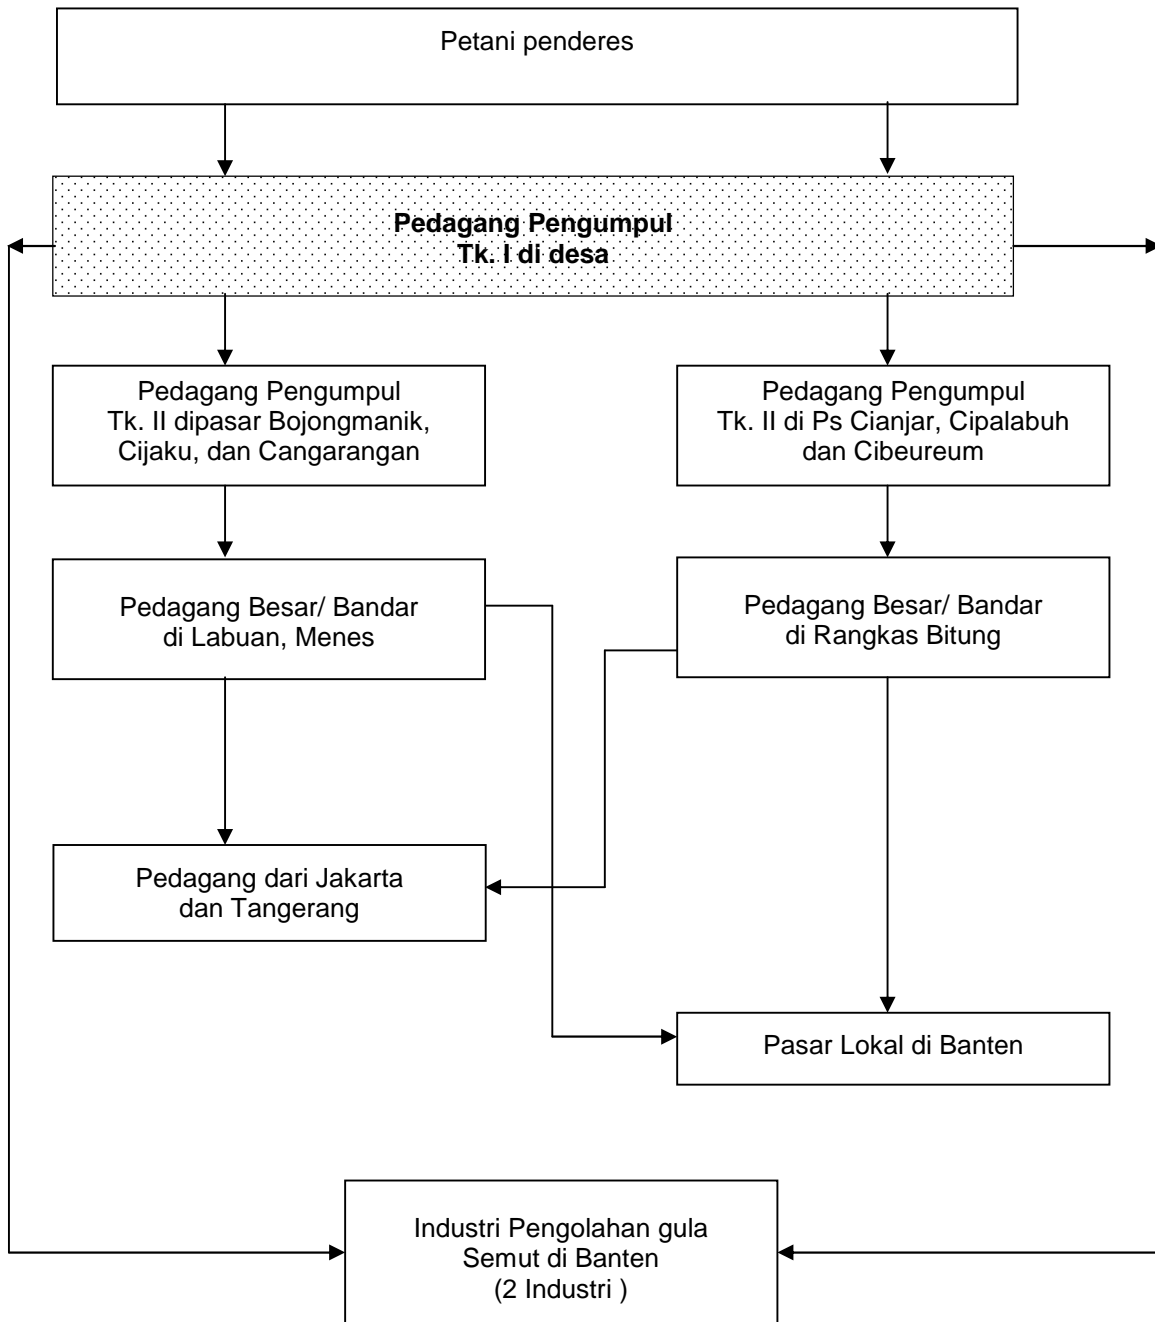 Petani penderes
Pedagang Pengumpul
Tk. I di desa
Pedagang Pengumpul
Tk. II dipasar Bojongmanik,
Cijaku, dan Cangarangan
Pedagang Pengumpul
Tk. II di Ps Cianjar, Cipalabuh
dan Cibeureum
Pedagang Besar/ Bandar
di Labuan, Menes
Pedagang Besar/ Bandar
di Rangkas Bitung
Pedagang dari Jakarta
dan Tangerang
Pasar Lokal di Banten
Industri Pengolahan gula
Semut di Banten
(2 Industri )